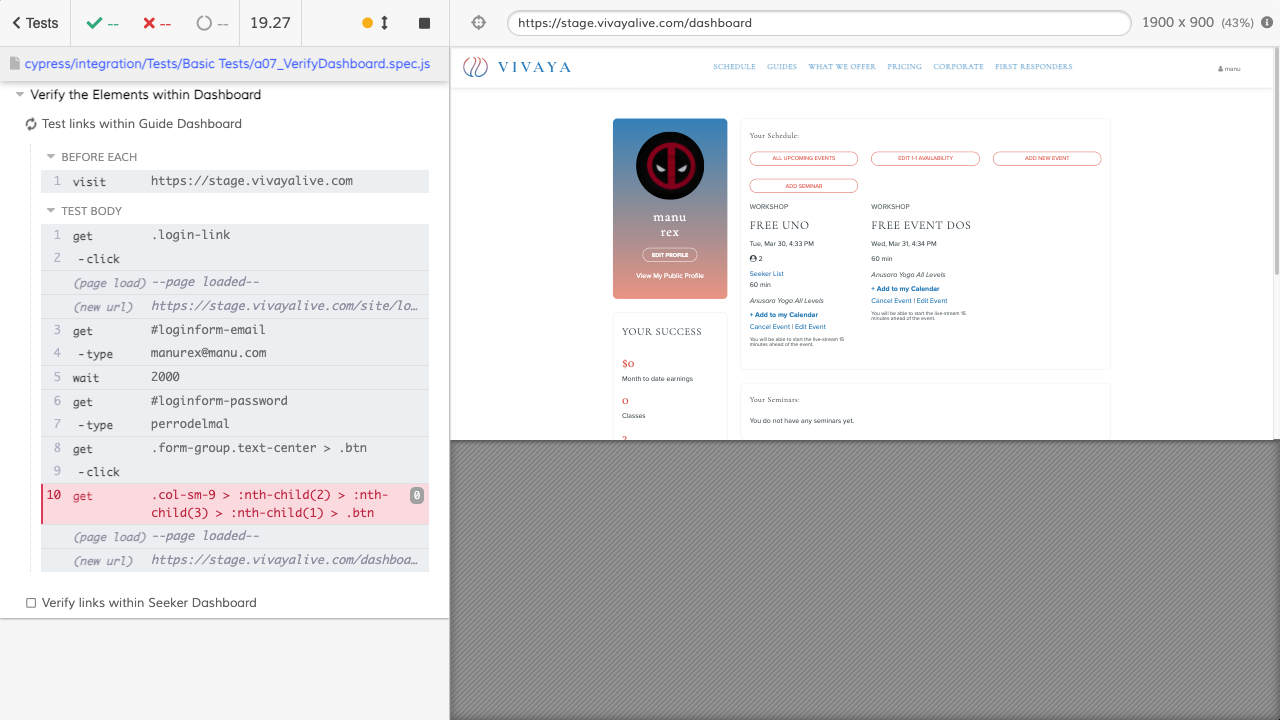 Tests
--
--
--
19.27
https://stage.vivayalive.com/dashboard
1900 x 900 (43%)
cypress/integration/Tests/Basic Tests/a07_VerifyDashboard.spec.js
Verify the Elements within Dashboard
Test links within Guide Dashboard
BEFORE EACH
1 visit https://stage.vivayalive.com
TEST BODY
1 get .login-link
2 -click
(page load) --page loaded--
(new url) https://stage.vivayalive.com/site/lo…
3 get #loginform-email
4 -type manurex@manu.com
5 wait 2000
6 get #loginform-password
7 -type perrodelmal
8 get .form-group.text-center > .btn
9 -click
10 get .col-sm-9 > :nth-child(2) > :nth- 0
child(3) > :nth-child(1) > .btn
(page load) --page loaded--
(new url) https://stage.vivayalive.com/dashboa…
Verify links within Seeker Dashboard
VIVAYA
SCHEDULE GUIDES WHAT WE OFFER PRICING CORPORATE FIRST RESPONDERS
manu
manu
rex
EDIT PROFILE
View My Public Profile
YOUR SUCCESS
$0
Month to date earnings
0
Classes
Your Schedule:
ALL UPCOMING EVENTS EDIT 1-1 AVAILABILITY ADD NEW EVENT
ADD SEMINAR
WORKSHOP
FREE UNO
Tue, Mar 30, 4:33 PM
2
Seeker List
60 min
Anusara Yoga All Levels
+ Add to my Calendar
Cancel Event | Edit Event
You will be able to start the live-stream 15
minutes ahead of the event.
WORKSHOP
FREE EVENT DOS
Wed, Mar 31, 4:34 PM
60 min
Anusara Yoga All Levels
+ Add to my Calendar
Cancel Event | Edit Event
You will be able to start the live-stream 15
minutes ahead of the event.
Your Seminars:
You do not have any seminars yet.